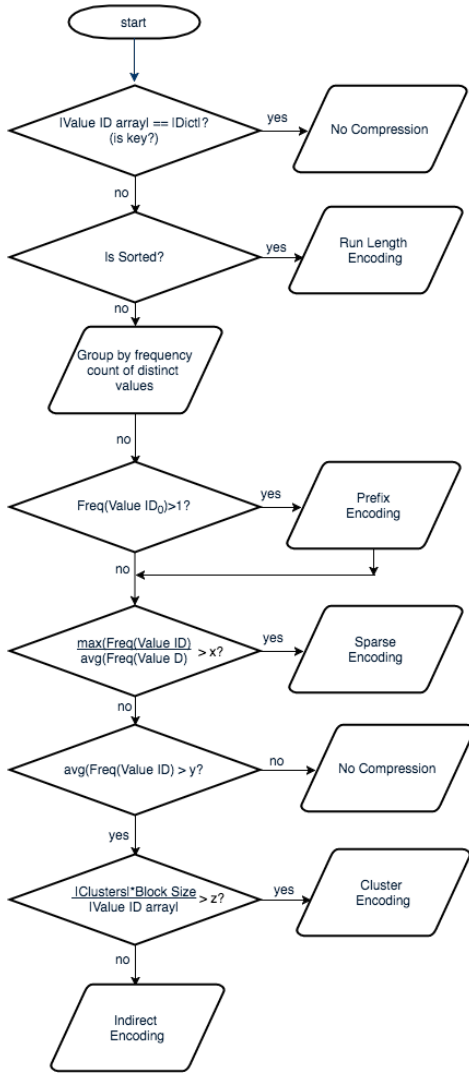 start
|Value ID array| == |Dict|?
(is key?)
yes
No Compression
no
Is Sorted?
yes
Run Length
Encoding
no
Group by frequency
count of distinct
values
no
Freq(Value ID₀)>1?
yes
Prefix
Encoding
no
max(Freq(Value ID)
avg(Freq(Value D)
> x?
yes
Sparse
Encoding
no
avg(Freq(Value ID) > y?
no
No Compression
yes
|Clusters|*Block Size
|Value ID array|
> z?
yes
Cluster
Encoding
no
Indirect
Encoding